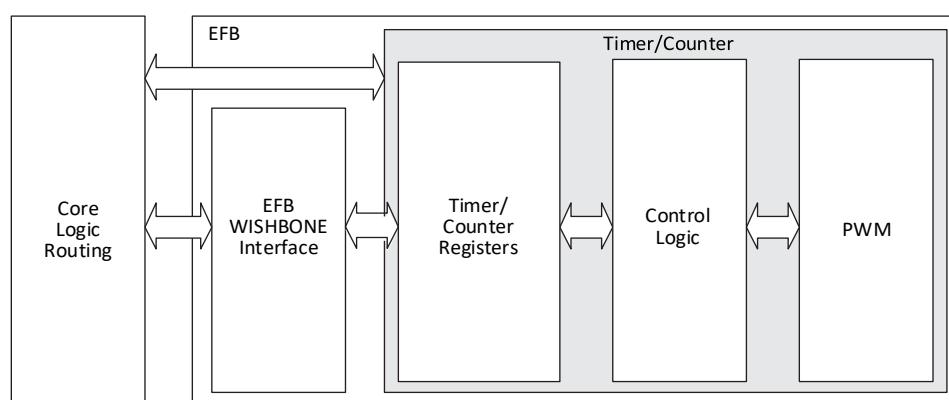 EFB
Timer/Counter
Core
Logic
Routing
EFB
WISHBONE
Interface
Timer/
Counter
Registers
Control
Logic
PWM